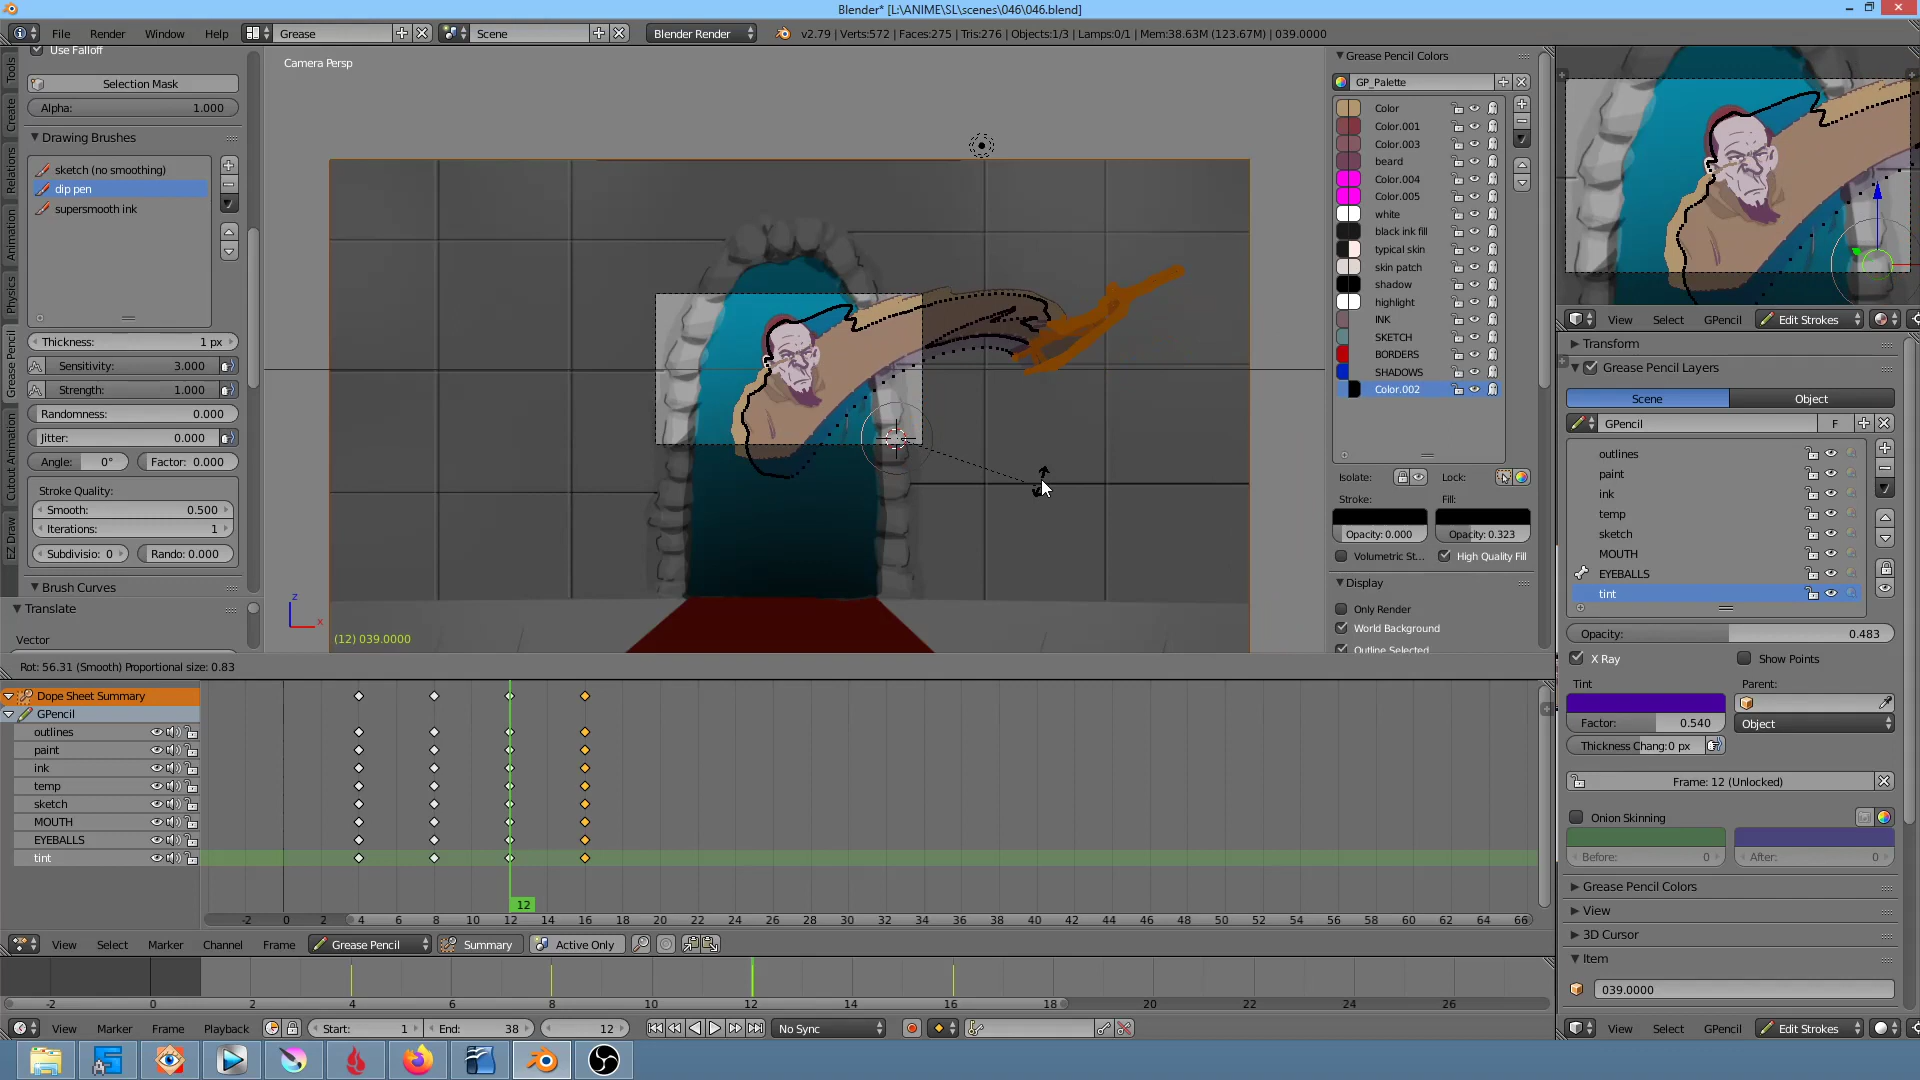 Blender* [L:\ANIME\SL\scenes\046\046.blend]
File Render Window Help Grease Scene Blender Render v2.79 | Verts:572 | Faces:275 | Tris:276 | Objects:1/3 | Lamps:0/1 | Mem:38.63M (123.67M) | 039.0000
Use Falloff
Selection Mask
Alpha: 1.000
Drawing Brushes
sketch (no smoothing)
dip pen
supersmooth ink
Thickness: 1 px
Sensitivity: 3.000
Strength: 1.000
Randomness: 0.000
Jitter: 0.000
Angle: 0° Factor: 0.000
Stroke Quality:
Smooth: 0.500
Iterations: 1
Subdivisio: 0 Rando: 0.000
Brush Curves
Translate
Vector
Tools
Create
Relations
Animation
Physics
Grease Pencil
Cutout Animation
EZ Draw
Camera Persp
z
x
(12) 039.0000
Grease Pencil Colors
GP_Palette
Color
Color.001
Color.003
beard
Color.004
Color.005
white
black ink fill
typical skin
skin patch
shadow
highlight
INK
SKETCH
BORDERS
SHADOWS
Color.002
Isolate: Lock:
Stroke: Fill:
Opacity: 0.000 Opacity: 0.323
Volumetric St... High Quality Fill
Display
Only Render
World Background
Outline Selected
View Select GPencil Edit Strokes
Transform
Grease Pencil Layers
Scene Object
GPencil F
outlines
paint
ink
temp
sketch
MOUTH
EYEBALLS
tint
Opacity: 0.483
X Ray Show Points
Tint Parent:
Factor: 0.540 Object
Thickness Chang:0 px
Frame: 12 (Unlocked)
Onion Skinning
Before: 0 After: 0
Grease Pencil Colors
View
3D Cursor
Item
039.0000
View Select GPencil Edit Strokes
Rot: 56.31 (Smooth) Proportional size: 0.83
Dope Sheet Summary
GPencil
outlines
paint
ink
temp
sketch
MOUTH
EYEBALLS
tint
12
-2 0 2 4 6 8 10 12 14 16 18 20 22 24 26 28 30 32 34 36 38 40 42 44 46 48 50 52 54 56 58 60 62 64 66
View Select Marker Channel Frame Grease Pencil Summary Active Only
-2 0 2 4 6 8 10 12 14 16 18 20 22 24 26
View Marker Frame Playback Start: 1 End: 38 12 No Sync